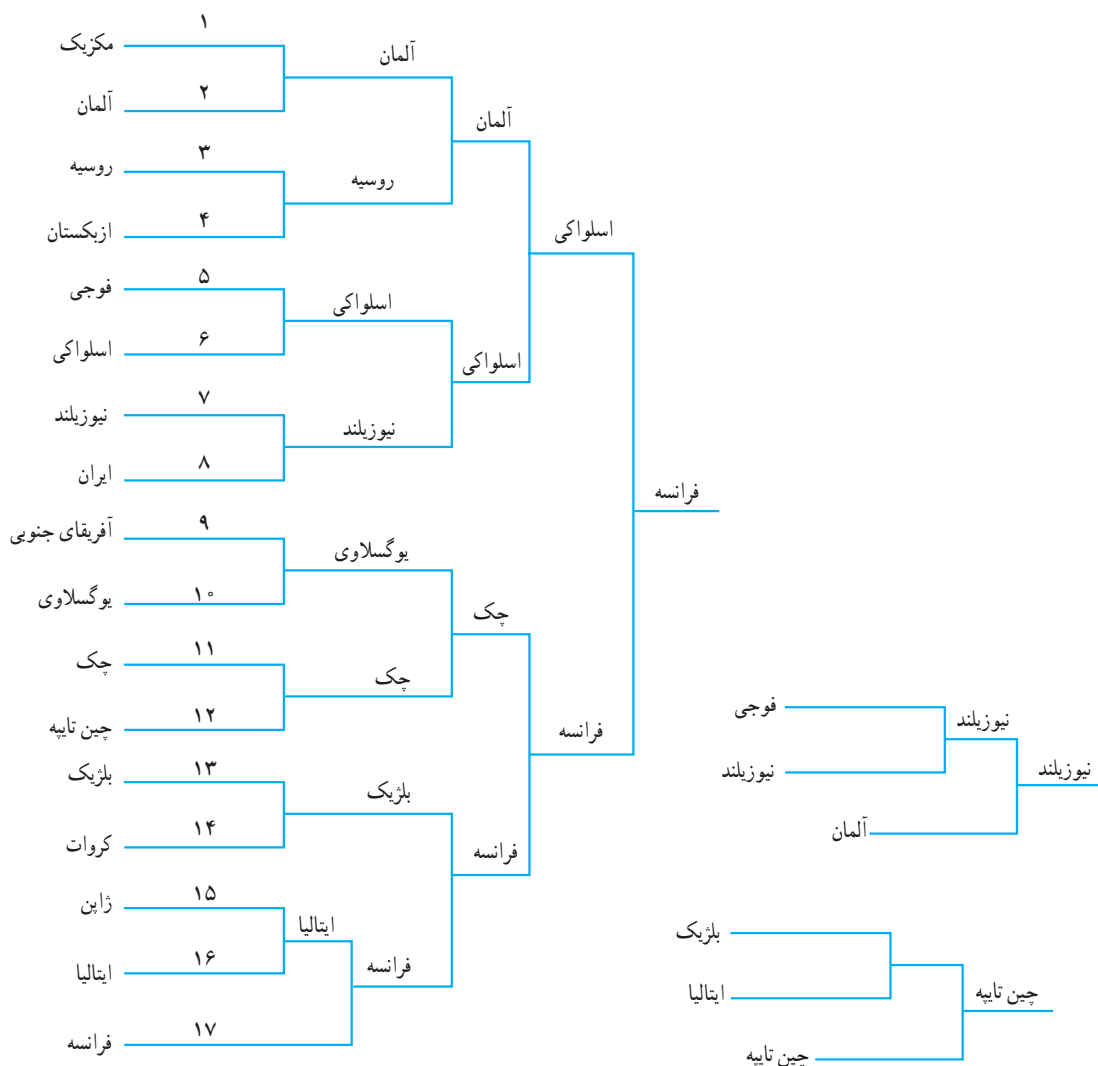 ۱
مکزیک
آلمان
۲
آلمان
آلمان
۳
روسیه
روسیه
۴
ازبکستان
اسلواکی
۵
فوجی
اسلواکی
۶
اسلواکی
اسلواکی
۷
نیوزیلند
نیوزیلند
۸
ایران
فرانسه
۹
آفریقای جنوبی
یوگسلاوی
۱۰
یوگسلاوی
چک
۱۱
چک
چک
۱۲
چین تایپه
فرانسه
۱۳
بلژیک
بلژیک
۱۴
کروات
فرانسه
۱۵
ژاپن
ایتالیا
۱۶
ایتالیا
فرانسه
۱۷
فرانسه
فوجی
نیوزیلند
نیوزیلند
نیوزیلند
آلمان
بلژیک
ایتالیا
چین تایپه
چین تایپه